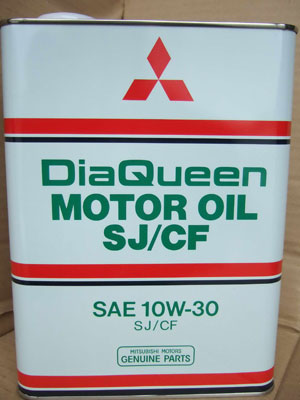 DiaQueen
MOTOR OIL
SJ/CF
SAE 10W-30
SJ/CF
MITSUBISHI MOTORS
GENUINE PARTS